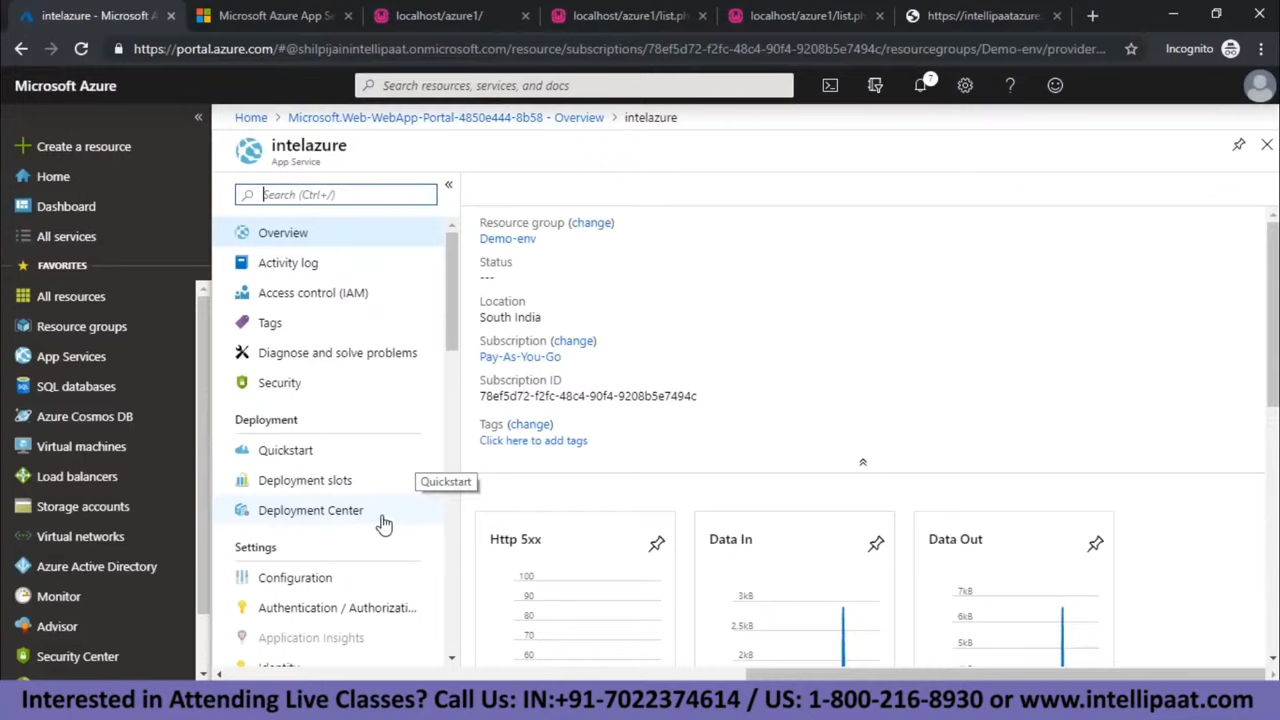 intelazure - Microsoft A
Microsoft Azure App S
localhost/azure1/
localhost/azure1/list.ph
localhost/azure1/list.ph
https://intellipaatazure.
https://portal.azure.com/#@shilpijainintellipaat.onmicrosoft.com/resource/subscriptions/78ef5d72-f2fc-48c4-90f4-9208b5e7494c/resourcegroups/Demo-env/provider...
Incognito
Microsoft Azure
Search resources, services, and docs
7
Create a resource
Home
Dashboard
All services
FAVORITES
All resources
Resource groups
App Services
SQL databases
Azure Cosmos DB
Virtual machines
Load balancers
Storage accounts
Virtual networks
Azure Active Directory
Monitor
Advisor
Security Center
Home > Microsoft.Web-WebApp-Portal-4850e444-8b58 - Overview > intelazure
intelazure
App Service
Search (Ctrl+/)
Overview
Activity log
Access control (IAM)
Tags
Diagnose and solve problems
Security
Deployment
Quickstart
Deployment slots
Quickstart
Deployment Center
Settings
Configuration
Authentication / Authorizati...
Application Insights
Identity
Resource group (change)
Demo-env
Status
---
Location
South India
Subscription (change)
Pay-As-You-Go
Subscription ID
78ef5d72-f2fc-48c4-90f4-9208b5e7494c
Tags (change)
Click here to add tags
Http 5xx
100
90
80
70
60
Data In
3kB
2.5kB
2kB
Data Out
7kB
6kB
5kB
Interested in Attending Live Classes? Call Us: IN:+91-7022374614 / US: 1-800-216-8930 or www.intellipaat.com